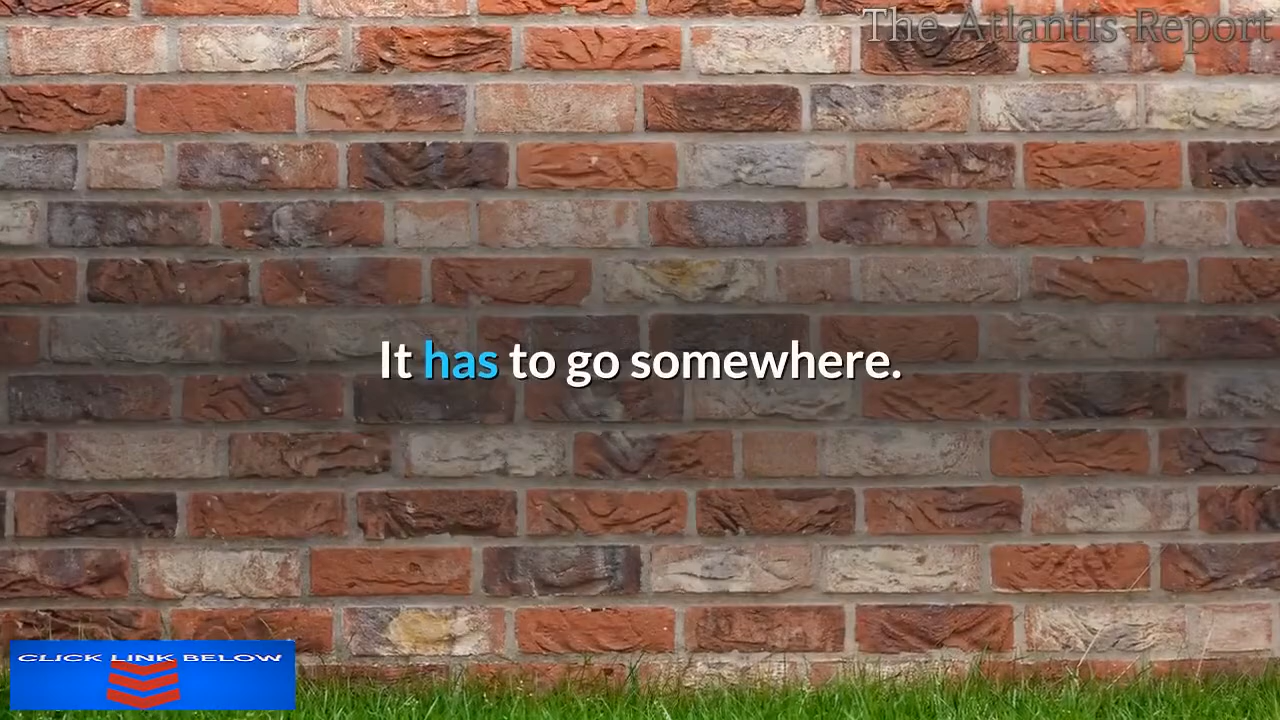 The Atlantis Report
It has to go somewhere.
CLICK LINK BELOW